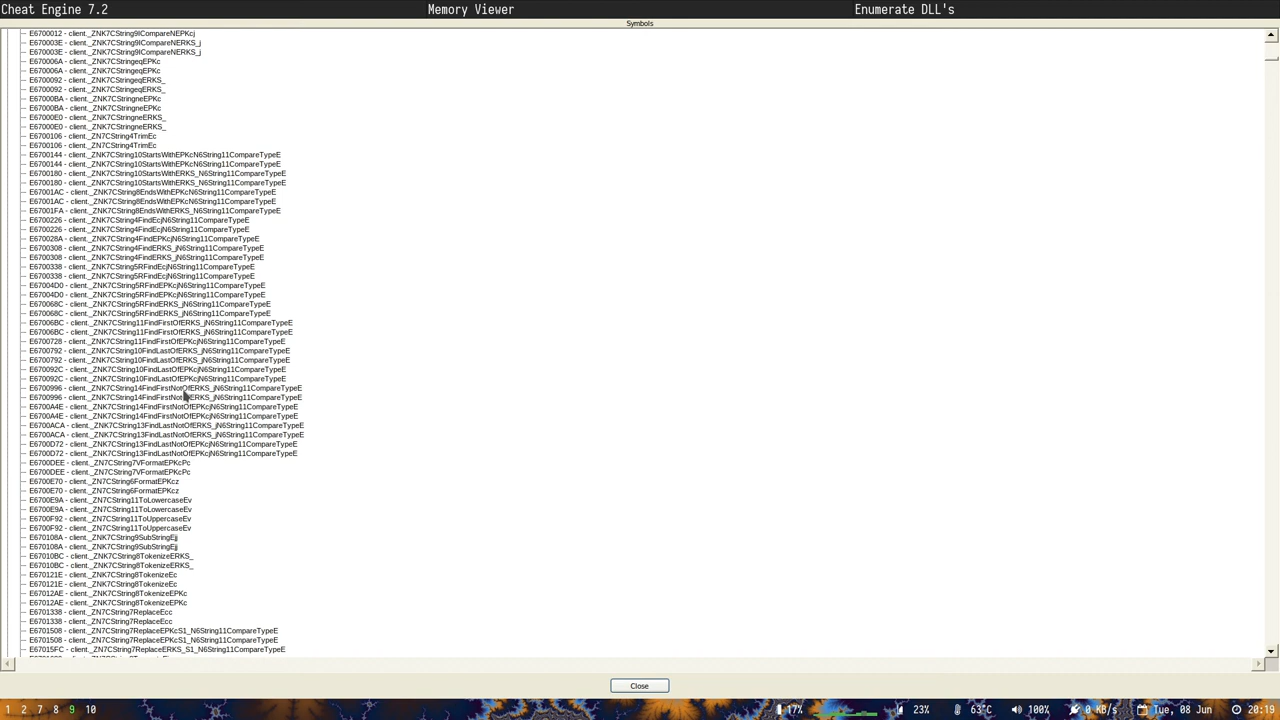 Cheat Engine 7.2 Memory Viewer Enumerate DLL's
Symbols
E6700012 - client._ZNK7CString9ICompareNEPKcj
E670003E - client._ZNK7CString9ICompareNERKS_j
E670003E - client._ZNK7CString9ICompareNERKS_j
E670006A - client._ZNK7CStringeqEPKc
E670006A - client._ZNK7CStringeqEPKc
E6700092 - client._ZNK7CStringeqERKS_
E6700092 - client._ZNK7CStringeqERKS_
E67000BA - client._ZNK7CStringneEPKc
E67000BA - client._ZNK7CStringneEPKc
E67000E0 - client._ZNK7CStringneERKS_
E67000E0 - client._ZNK7CStringneERKS_
E6700106 - client._ZN7CString4TrimEc
E6700106 - client._ZN7CString4TrimEc
E6700144 - client._ZNK7CString10StartsWithEPKcN6String11CompareTypeE
E6700144 - client._ZNK7CString10StartsWithEPKcN6String11CompareTypeE
E6700180 - client._ZNK7CString10StartsWithERKS_N6String11CompareTypeE
E6700180 - client._ZNK7CString10StartsWithERKS_N6String11CompareTypeE
E67001AC - client._ZNK7CString8EndsWithEPKcN6String11CompareTypeE
E67001AC - client._ZNK7CString8EndsWithEPKcN6String11CompareTypeE
E67001FA - client._ZNK7CString8EndsWithERKS_N6String11CompareTypeE
E6700226 - client._ZNK7CString4FindEcjN6String11CompareTypeE
E6700226 - client._ZNK7CString4FindEcjN6String11CompareTypeE
E670028A - client._ZNK7CString4FindEPKcjN6String11CompareTypeE
E6700308 - client._ZNK7CString4FindERKS_jN6String11CompareTypeE
E6700308 - client._ZNK7CString4FindERKS_jN6String11CompareTypeE
E6700338 - client._ZNK7CString5RFindEcjN6String11CompareTypeE
E6700338 - client._ZNK7CString5RFindEcjN6String11CompareTypeE
E67004D0 - client._ZNK7CString5RFindEPKcjN6String11CompareTypeE
E67004D0 - client._ZNK7CString5RFindEPKcjN6String11CompareTypeE
E670068C - client._ZNK7CString5RFindERKS_jN6String11CompareTypeE
E670068C - client._ZNK7CString5RFindERKS_jN6String11CompareTypeE
E67006BC - client._ZNK7CString11FindFirstOfERKS_jN6String11CompareTypeE
E67006BC - client._ZNK7CString11FindFirstOfERKS_jN6String11CompareTypeE
E6700728 - client._ZNK7CString11FindFirstOfEPKcjN6String11CompareTypeE
E6700792 - client._ZNK7CString10FindLastOfERKS_jN6String11CompareTypeE
E6700792 - client._ZNK7CString10FindLastOfERKS_jN6String11CompareTypeE
E670092C - client._ZNK7CString10FindLastOfEPKcjN6String11CompareTypeE
E670092C - client._ZNK7CString10FindLastOfEPKcjN6String11CompareTypeE
E6700996 - client._ZNK7CString14FindFirstNotOfERKS_jN6String11CompareTypeE
E6700996 - client._ZNK7CString14FindFirstNotOfERKS_jN6String11CompareTypeE
E6700A4E - client._ZNK7CString14FindFirstNotOfEPKcjN6String11CompareTypeE
E6700A4E - client._ZNK7CString14FindFirstNotOfEPKcjN6String11CompareTypeE
E6700ACA - client._ZNK7CString13FindLastNotOfERKS_jN6String11CompareTypeE
E6700ACA - client._ZNK7CString13FindLastNotOfERKS_jN6String11CompareTypeE
E6700D72 - client._ZNK7CString13FindLastNotOfEPKcjN6String11CompareTypeE
E6700D72 - client._ZNK7CString13FindLastNotOfEPKcjN6String11CompareTypeE
E6700DEE - client._ZN7CString7VFormatEPKcPc
E6700DEE - client._ZN7CString7VFormatEPKcPc
E6700E70 - client._ZN7CString6FormatEPKcz
E6700E70 - client._ZN7CString6FormatEPKcz
E6700E9A - client._ZN7CString11ToLowercaseEv
E6700E9A - client._ZN7CString11ToLowercaseEv
E6700F92 - client._ZN7CString11ToUppercaseEv
E6700F92 - client._ZN7CString11ToUppercaseEv
E670108A - client._ZNK7CString9SubStringEjj
E670108A - client._ZNK7CString9SubStringEjj
E67010BC - client._ZNK7CString8TokenizeERKS_
E67010BC - client._ZNK7CString8TokenizeERKS_
E670121E - client._ZNK7CString8TokenizeEc
E670121E - client._ZNK7CString8TokenizeEc
E67012AE - client._ZNK7CString8TokenizeEPKc
E67012AE - client._ZNK7CString8TokenizeEPKc
E6701338 - client._ZN7CString7ReplaceEcc
E6701338 - client._ZN7CString7ReplaceEcc
E6701508 - client._ZN7CString7ReplaceEPKcS1_N6String11CompareTypeE
E6701508 - client._ZN7CString7ReplaceEPKcS1_N6String11CompareTypeE
E67015FC - client._ZN7CString7ReplaceERKS_S1_N6String11CompareTypeE
Close
1 2 7 8 9 10 17% 23% 63°C 100% 0 KB/s Tue, 08 Jun 20:19